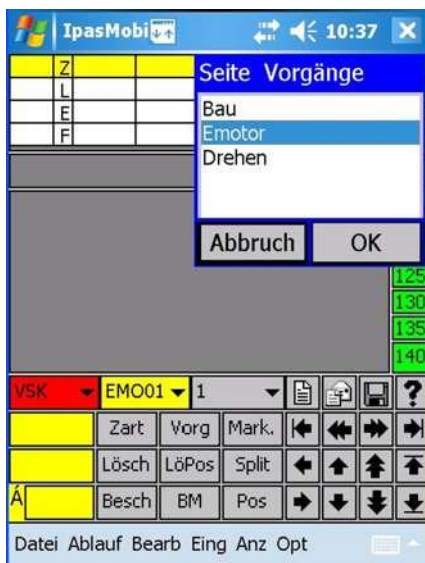 IpasMobi 10:37
Z
L
E
F
Seite Vorgänge
Bau
Emotor
Drehen
Abbruch OK
125
130
135
140
VSK EMO01 1 ?
Zart Vorg Mark.
Lösch LöPos Split
Á Besch BM Pos
Datei Ablauf Bearb Eing Anz Opt